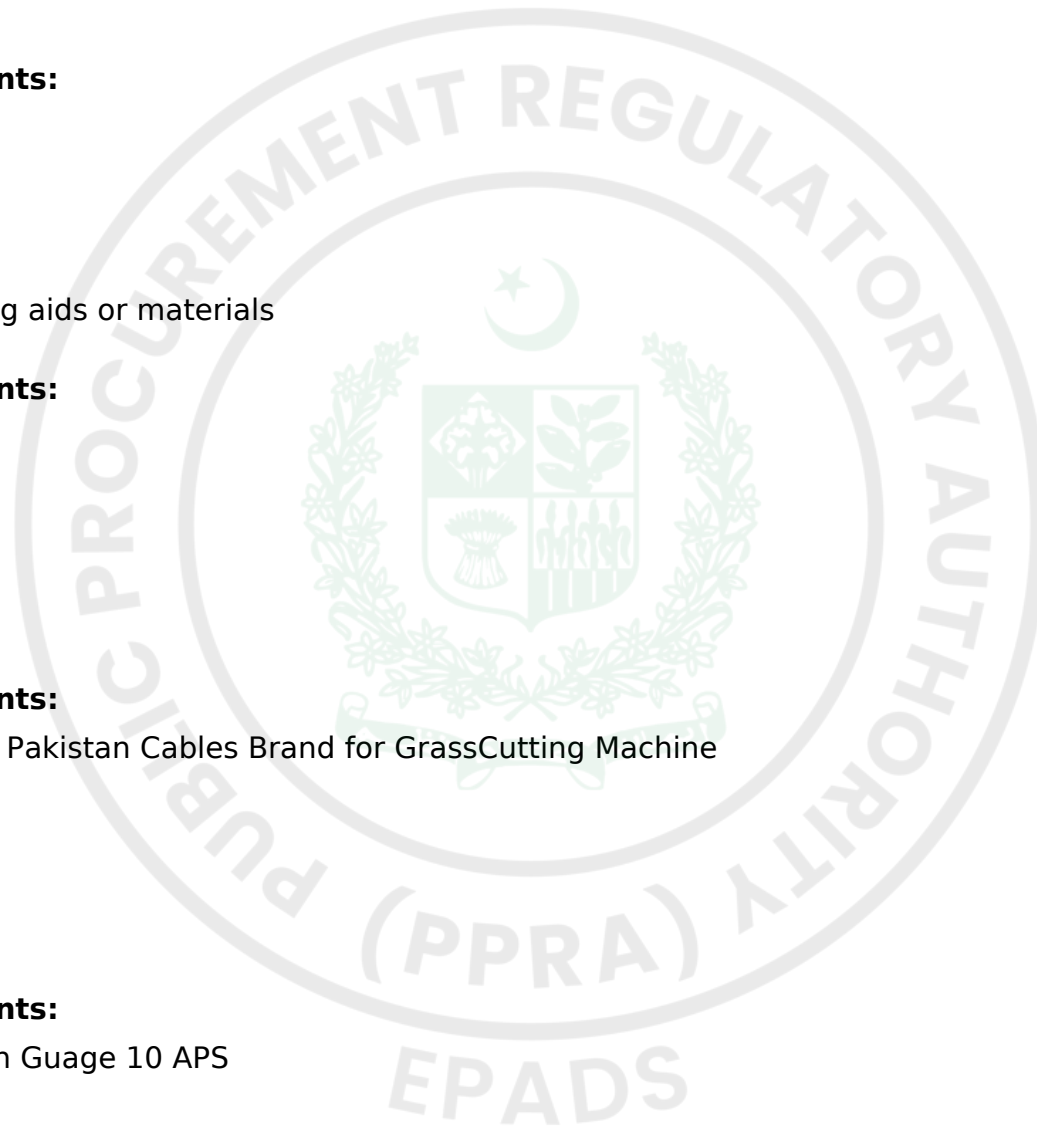 nts:
g aids or materials
nts:
nts:
Pakistan Cables Brand for GrassCutting Machine
nts:
n Guage 10 APS
PUBLIC PROCUREMENT REGULATORY AUTHORITY
(PPRA)
EPADS